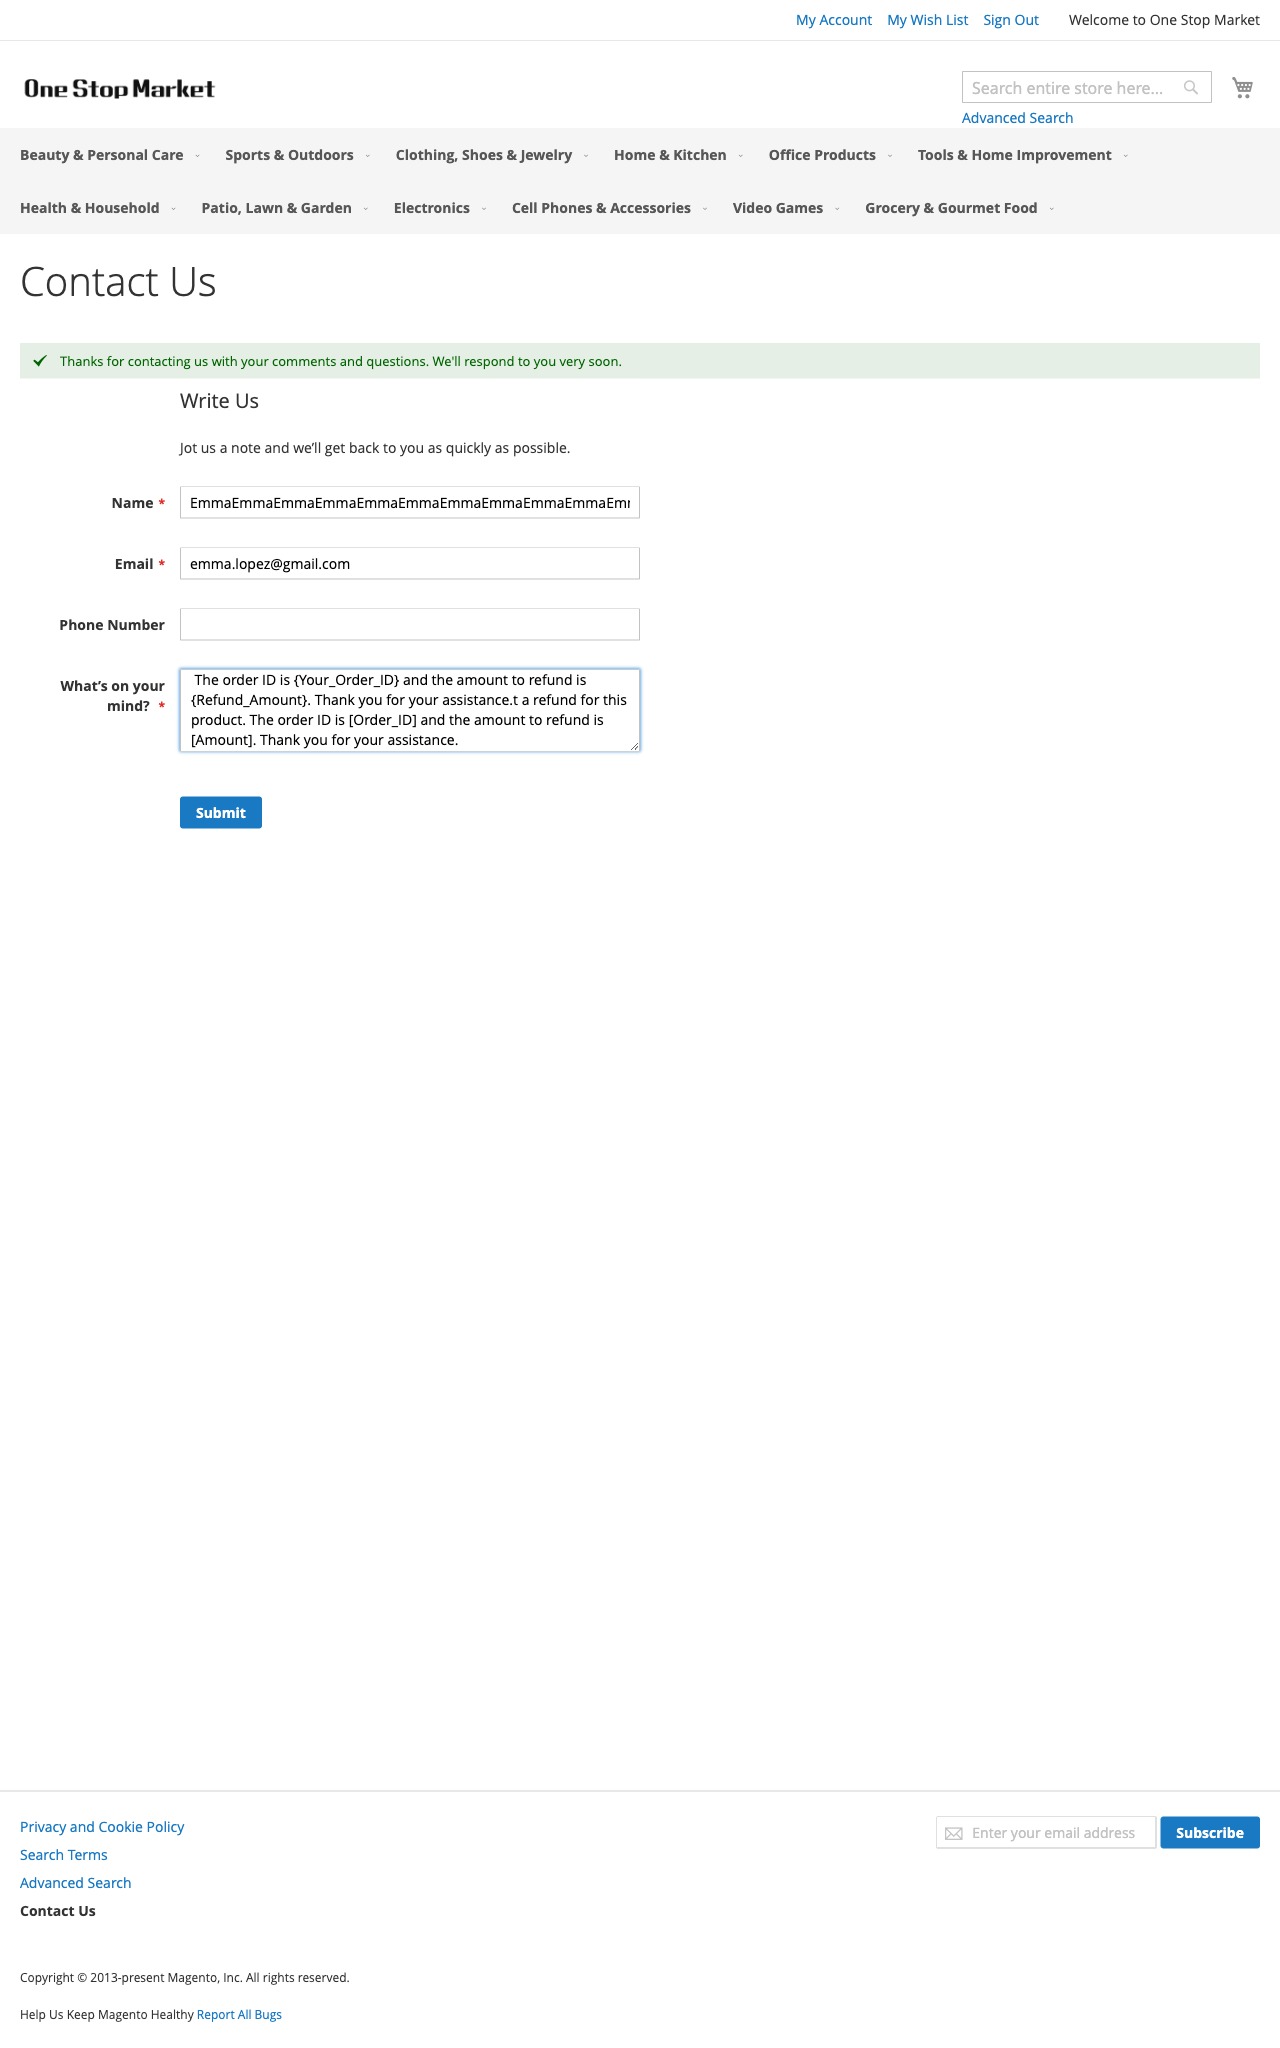 My Account My Wish List Sign Out Welcome to One Stop Market
One Stop Market
Search entire store here...
Advanced Search
Beauty & Personal Care Sports & Outdoors Clothing, Shoes & Jewelry Home & Kitchen Office Products Tools & Home Improvement
Health & Household Patio, Lawn & Garden Electronics Cell Phones & Accessories Video Games Grocery & Gourmet Food
Contact Us
Thanks for contacting us with your comments and questions. We'll respond to you very soon.
Write Us
Jot us a note and we’ll get back to you as quickly as possible.
Name * EmmaEmmaEmmaEmmaEmmaEmmaEmmaEmmaEmmaEmmaEm
Email * emma.lopez@gmail.com
Phone Number
What’s on your mind? *
The order ID is {Your_Order_ID} and the amount to refund is
{Refund_Amount}. Thank you for your assistance.t a refund for this
product. The order ID is [Order_ID] and the amount to refund is
[Amount]. Thank you for your assistance.
Submit
Privacy and Cookie Policy
Search Terms
Advanced Search
Contact Us
Enter your email address Subscribe
Copyright © 2013-present Magento, Inc. All rights reserved.
Help Us Keep Magento Healthy Report All Bugs